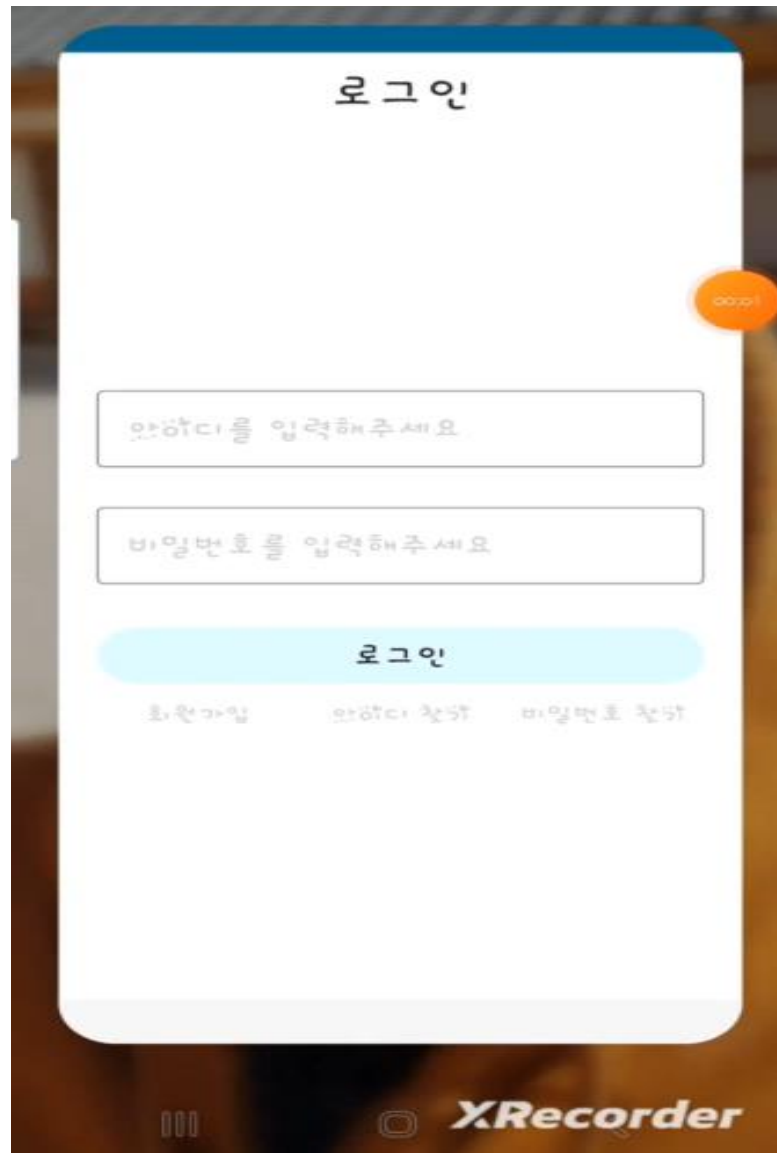 로그인
00:01
아이디를 입력해주세요
비밀번호를 입력해주세요
로그인
회원가입 아이디 찾기 비밀번호 찾기
XRecorder